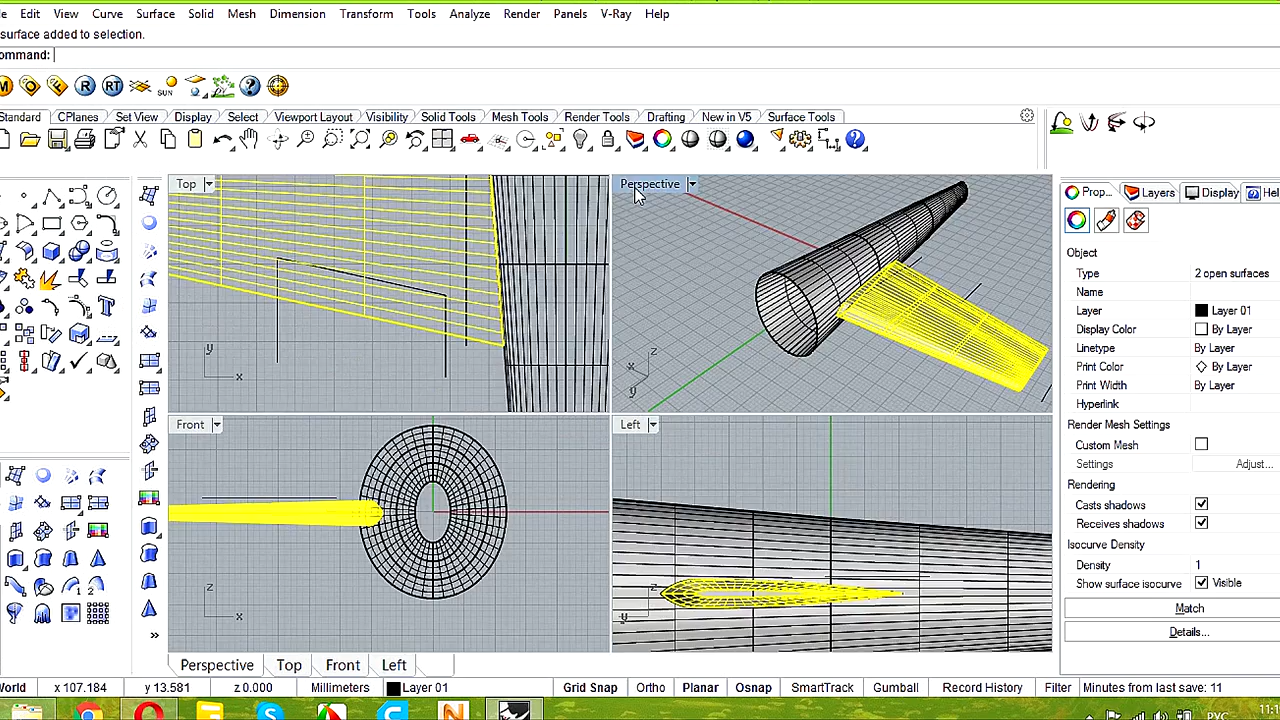 Edit View Curve Surface Solid Mesh Dimension Transform Tools Analyze Render Panels V-Ray Help
surface added to selection.
ommand:
R RT SUN
Standard CPlanes Set View Display Select Viewport Layout Visibility Solid Tools Mesh Tools Render Tools Drafting New in V5 Surface Tools
Top
Perspective
Prop... Layers Display Hel
Object
Type 2 open surfaces
Name
Layer Layer 01
Display Color By Layer
Linetype By Layer
Print Color By Layer
Print Width By Layer
Hyperlink
y
x
z
x
y
Front
Left
Render Mesh Settings
Custom Mesh
Settings Adjust...
Rendering
Casts shadows
Receives shadows
Isocurve Density
Density 1
Show surface isocurve Visible
z
x
z
y
Match
Details...
Perspective Top Front Left
World x 107.184 y 13.581 z 0.000 Millimeters Layer 01 Grid Snap Ortho Planar Osnap SmartTrack Gumball Record History Filter Minutes from last save: 11
РУС 11:1